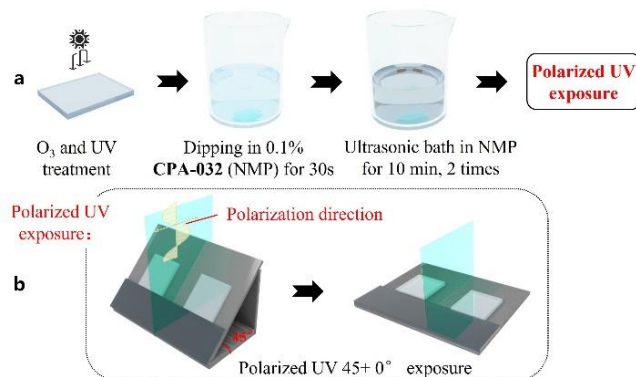 a
O₃ and UV
treatment
Dipping in 0.1%
CPA-032 (NMP) for 30s
Ultrasonic bath in NMP
for 10 min, 2 times
Polarized UV
exposure
Polarized UV
exposure:
Polarization direction
b
45°
Polarized UV 45+ 0° exposure